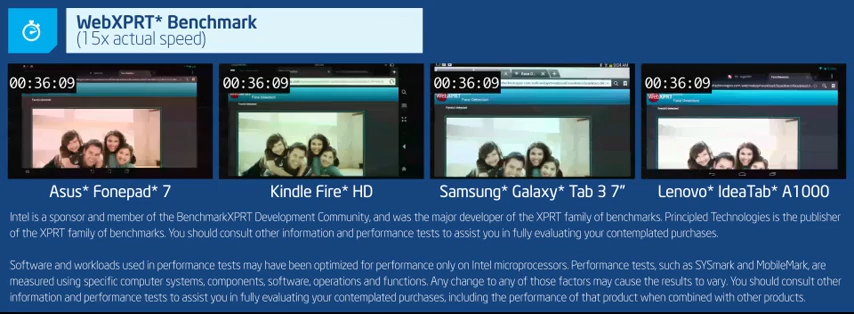 WebXPRT* Benchmark
(15x actual speed)
00:36:09
00:36:09
00:36:09
00:36:09
Asus* Fonepad* 7
Kindle Fire* HD
Samsung* Galaxy* Tab 3 7"
Lenovo* IdeaTab* A1000
Intel is a sponsor and member of the BenchmarkXPRT Development Community, and was the major developer of the XPRT family of benchmarks. Principled Technologies is the publisher
of the XPRT family of benchmarks. You should consult other information and performance tests to assist you in fully evaluating your contemplated purchases.
Software and workloads used in performance tests may have been optimized for performance only on Intel microprocessors. Performance tests, such as SYSmark and MobileMark, are
measured using specific computer systems, components, software, operations and functions. Any change to any of those factors may cause the results to vary. You should consult other
information and performance tests to assist you in fully evaluating your contemplated purchases, including the performance of that product when combined with other products.